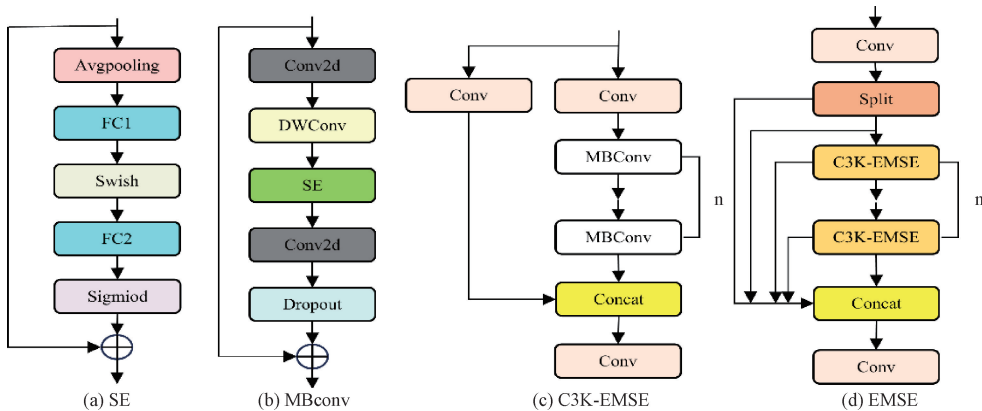 Avgpooling
FC1
Swish
FC2
Sigmiod
(a) SE
Conv2d
DWConv
SE
Conv2d
Dropout
(b) MBconv
Conv
Conv
MBConv
MBConv
n
Concat
Conv
(c) C3K-EMSE
Conv
Split
C3K-EMSE
C3K-EMSE
n
Concat
Conv
(d) EMSE